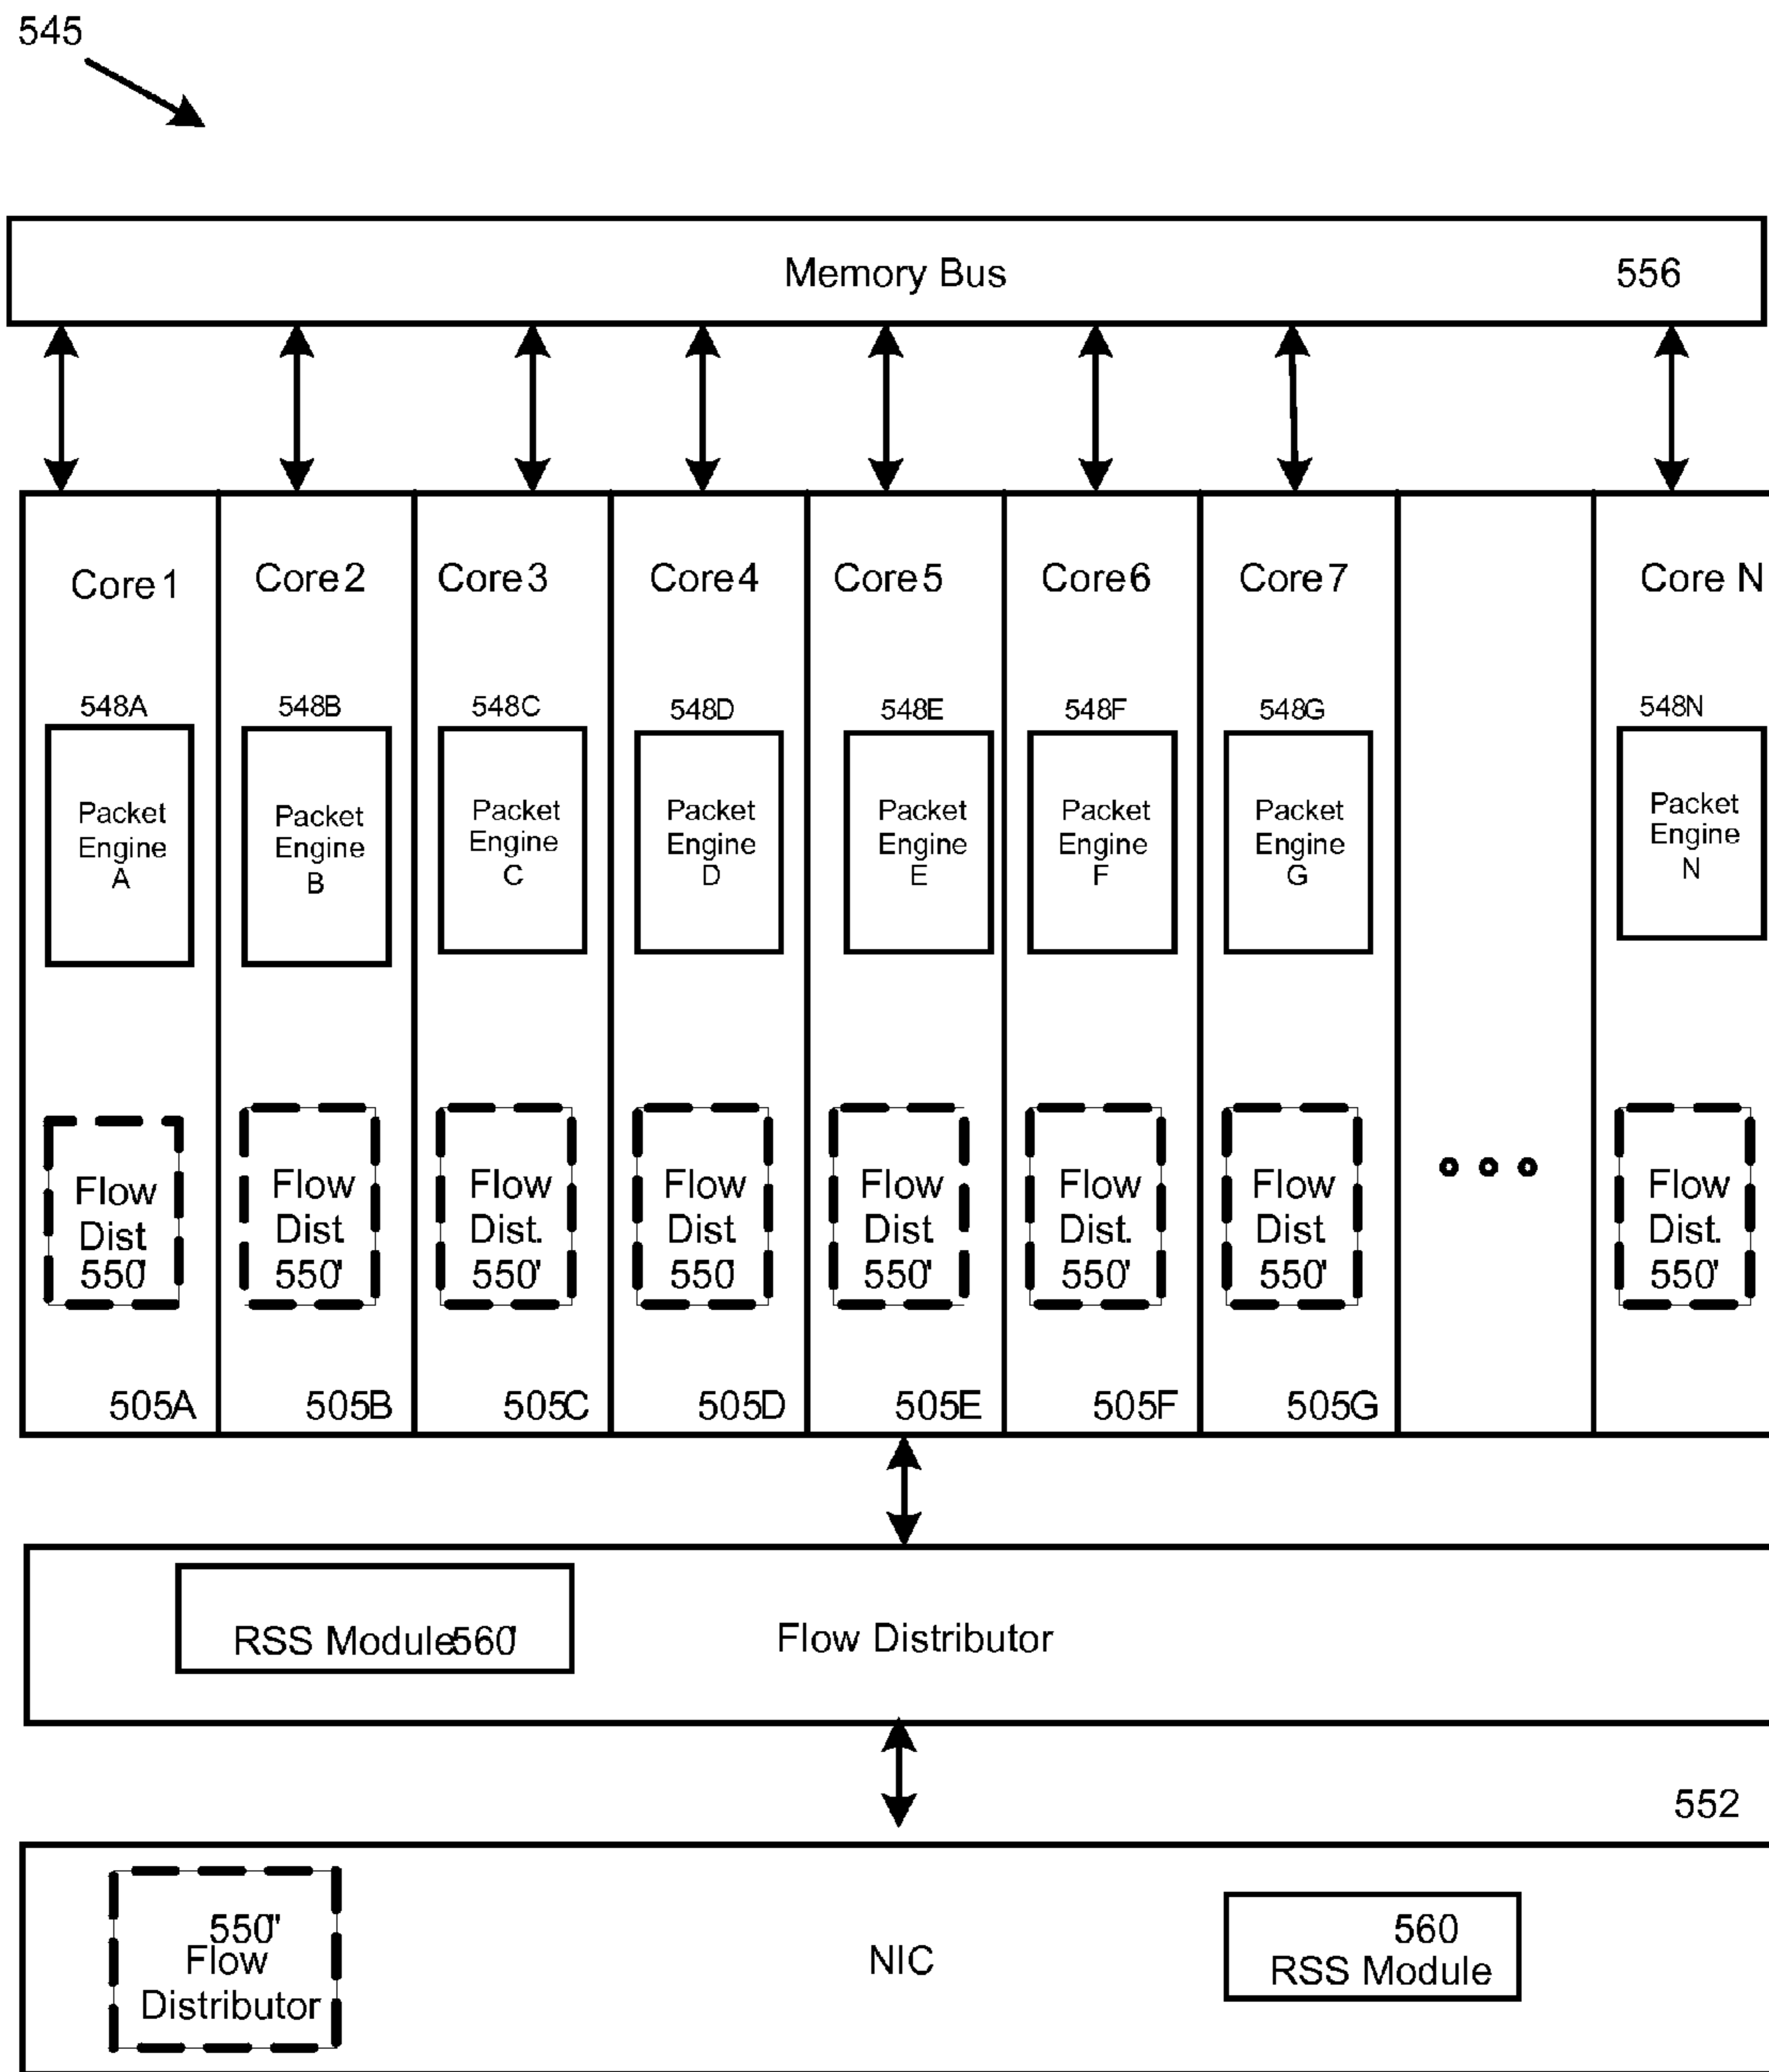 545
Memory Bus 556
Core 1 Core 2 Core 3 Core 4 Core 5 Core 6 Core 7 Core N
548A 548B 548C 548D 548E 548F 548G 548N
Packet Packet Packet Packet Packet Packet Packet Packet
Engine Engine Engine Engine Engine Engine Engine Engine
A B C D E F G N
Flow Flow Flow Flow Flow Flow Flow Flow
Dist Dist Dist. Dist Dist Dist. Dist Dist.
550' 550' 550' 550' 550' 550' 550' 550'
505A 505B 505C 505D 505E 505F 505G
RSS Module 560' Flow Distributor
552
550''
Flow
Distributor
NIC
560
RSS Module